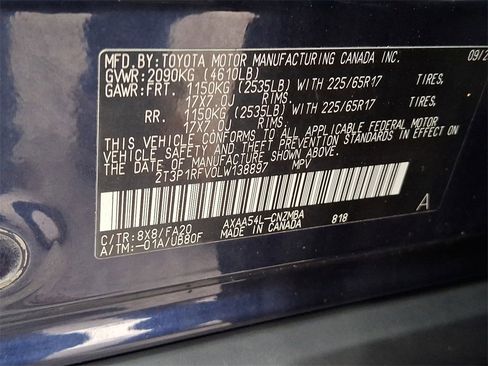 MFD.BY: TOYOTA MOTOR MANUFACTURING CANADA INC. 09/2
GVWR: 2090KG (4610LB)
GAWR: FRT. 1150KG (2535LB) WITH 225/65R17 TIRES,
17X7.0J RIMS.
RR. 1150KG (2535LB) WITH 225/65R17 TIRES,
17X7.0J RIMS.
THIS VEHICLE CONFORMS TO ALL APPLICABLE FEDERAL MOTOR
VEHICLE SAFETY AND THEFT PREVENTION STANDARDS IN EFFECT ON
THE DATE OF MANUFACTURE SHOWN ABOVE.
2T3P1RFV0LW138897 MPV
A
C/TR: 8X8/FA20 AXAA54L-CNZMBA 818
A/TM: -01A/UB80F MADE IN CANADA